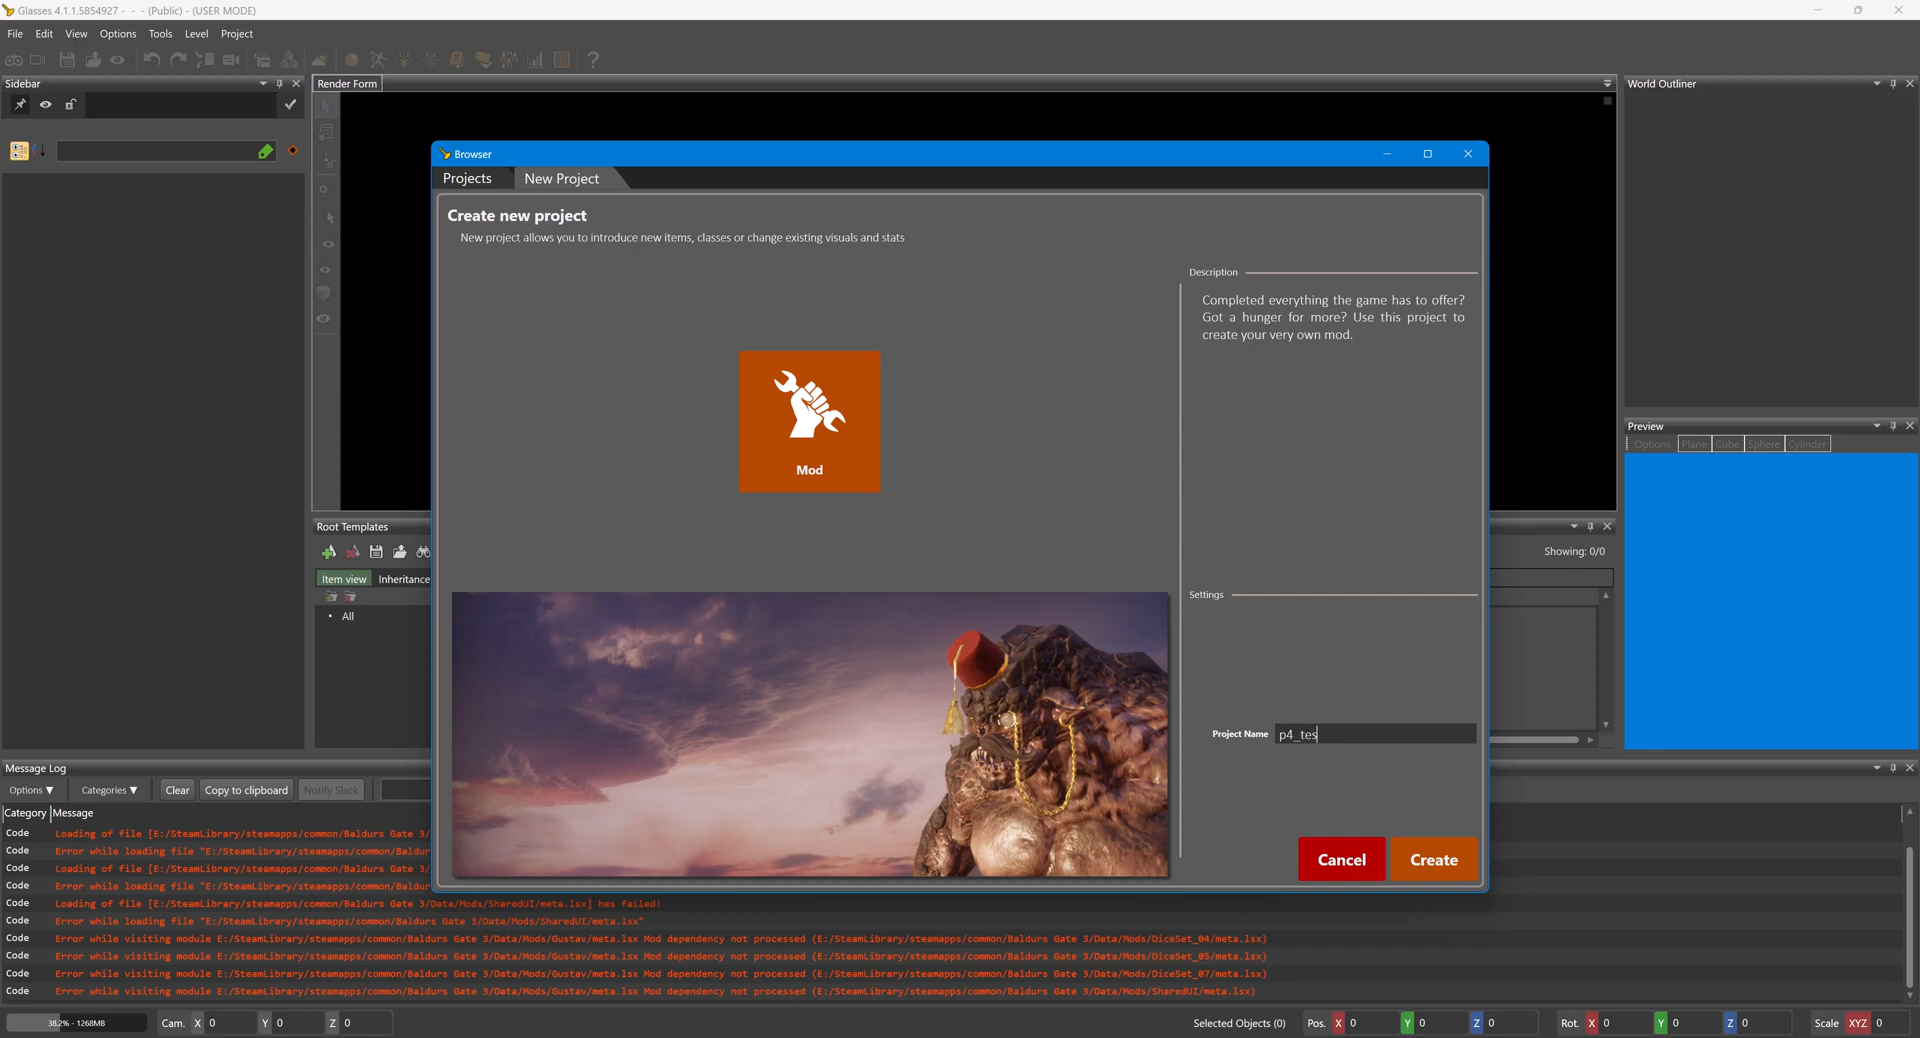 Glasses 4.1.1.5854927 - - - (Public) - (USER MODE)
File Edit View Options Tools Level Project
Sidebar
Render Form
World Outliner
Browser
Projects New Project
Create new project
New project allows you to introduce new items, classes or change existing visuals and stats
Description
Completed everything the game has to offer?
Got a hunger for more? Use this project to
create your very own mod.
Mod
Preview
Options Plane Cube Sphere Cylinder
Root Templates
Showing: 0/0
Item view Inheritance
All
Settings
Project Name p4_tes
Cancel Create
Message Log
Options Categories Clear Copy to clipboard Notify Slack
Category Message
Code Loading of file [E:/SteamLibrary/steamapps/common/Baldurs Gate 3/
Code Error while loading file "E:/SteamLibrary/steamapps/common/Baldur
Code Loading of file [E:/SteamLibrary/steamapps/common/Baldurs Gate 3/
Code Error while loading file "E:/SteamLibrary/steamapps/common/Baldur
Code Loading of file [E:/SteamLibrary/steamapps/common/Baldurs Gate 3/Data/Mods/SharedUI/meta.lsx] has failed!
Code Error while loading file "E:/SteamLibrary/steamapps/common/Baldurs Gate 3/Data/Mods/SharedUI/meta.lsx"
Code Error while visiting module E:/SteamLibrary/steamapps/common/Baldurs Gate 3/Data/Mods/Gustav/meta.lsx Mod dependency not processed (E:/SteamLibrary/steamapps/common/Baldurs Gate 3/Data/Mods/DiceSet_04/meta.lsx)
Code Error while visiting module E:/SteamLibrary/steamapps/common/Baldurs Gate 3/Data/Mods/Gustav/meta.lsx Mod dependency not processed (E:/SteamLibrary/steamapps/common/Baldurs Gate 3/Data/Mods/DiceSet_05/meta.lsx)
Code Error while visiting module E:/SteamLibrary/steamapps/common/Baldurs Gate 3/Data/Mods/Gustav/meta.lsx Mod dependency not processed (E:/SteamLibrary/steamapps/common/Baldurs Gate 3/Data/Mods/DiceSet_07/meta.lsx)
Code Error while visiting module E:/SteamLibrary/steamapps/common/Baldurs Gate 3/Data/Mods/Gustav/meta.lsx Mod dependency not processed (E:/SteamLibrary/steamapps/common/Baldurs Gate 3/Data/Mods/SharedUI/meta.lsx)
38.2% - 1268MB Cam. X 0 Y 0 Z 0 Selected Objects (0) Pos. X 0 Y 0 Z 0 Rot. X 0 Y 0 Z 0 Scale XYZ 0